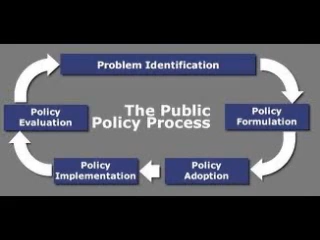 Problem Identification
The Public
Policy Process
Policy
Formulation
Policy
Adoption
Policy
Implementation
Policy
Evaluation